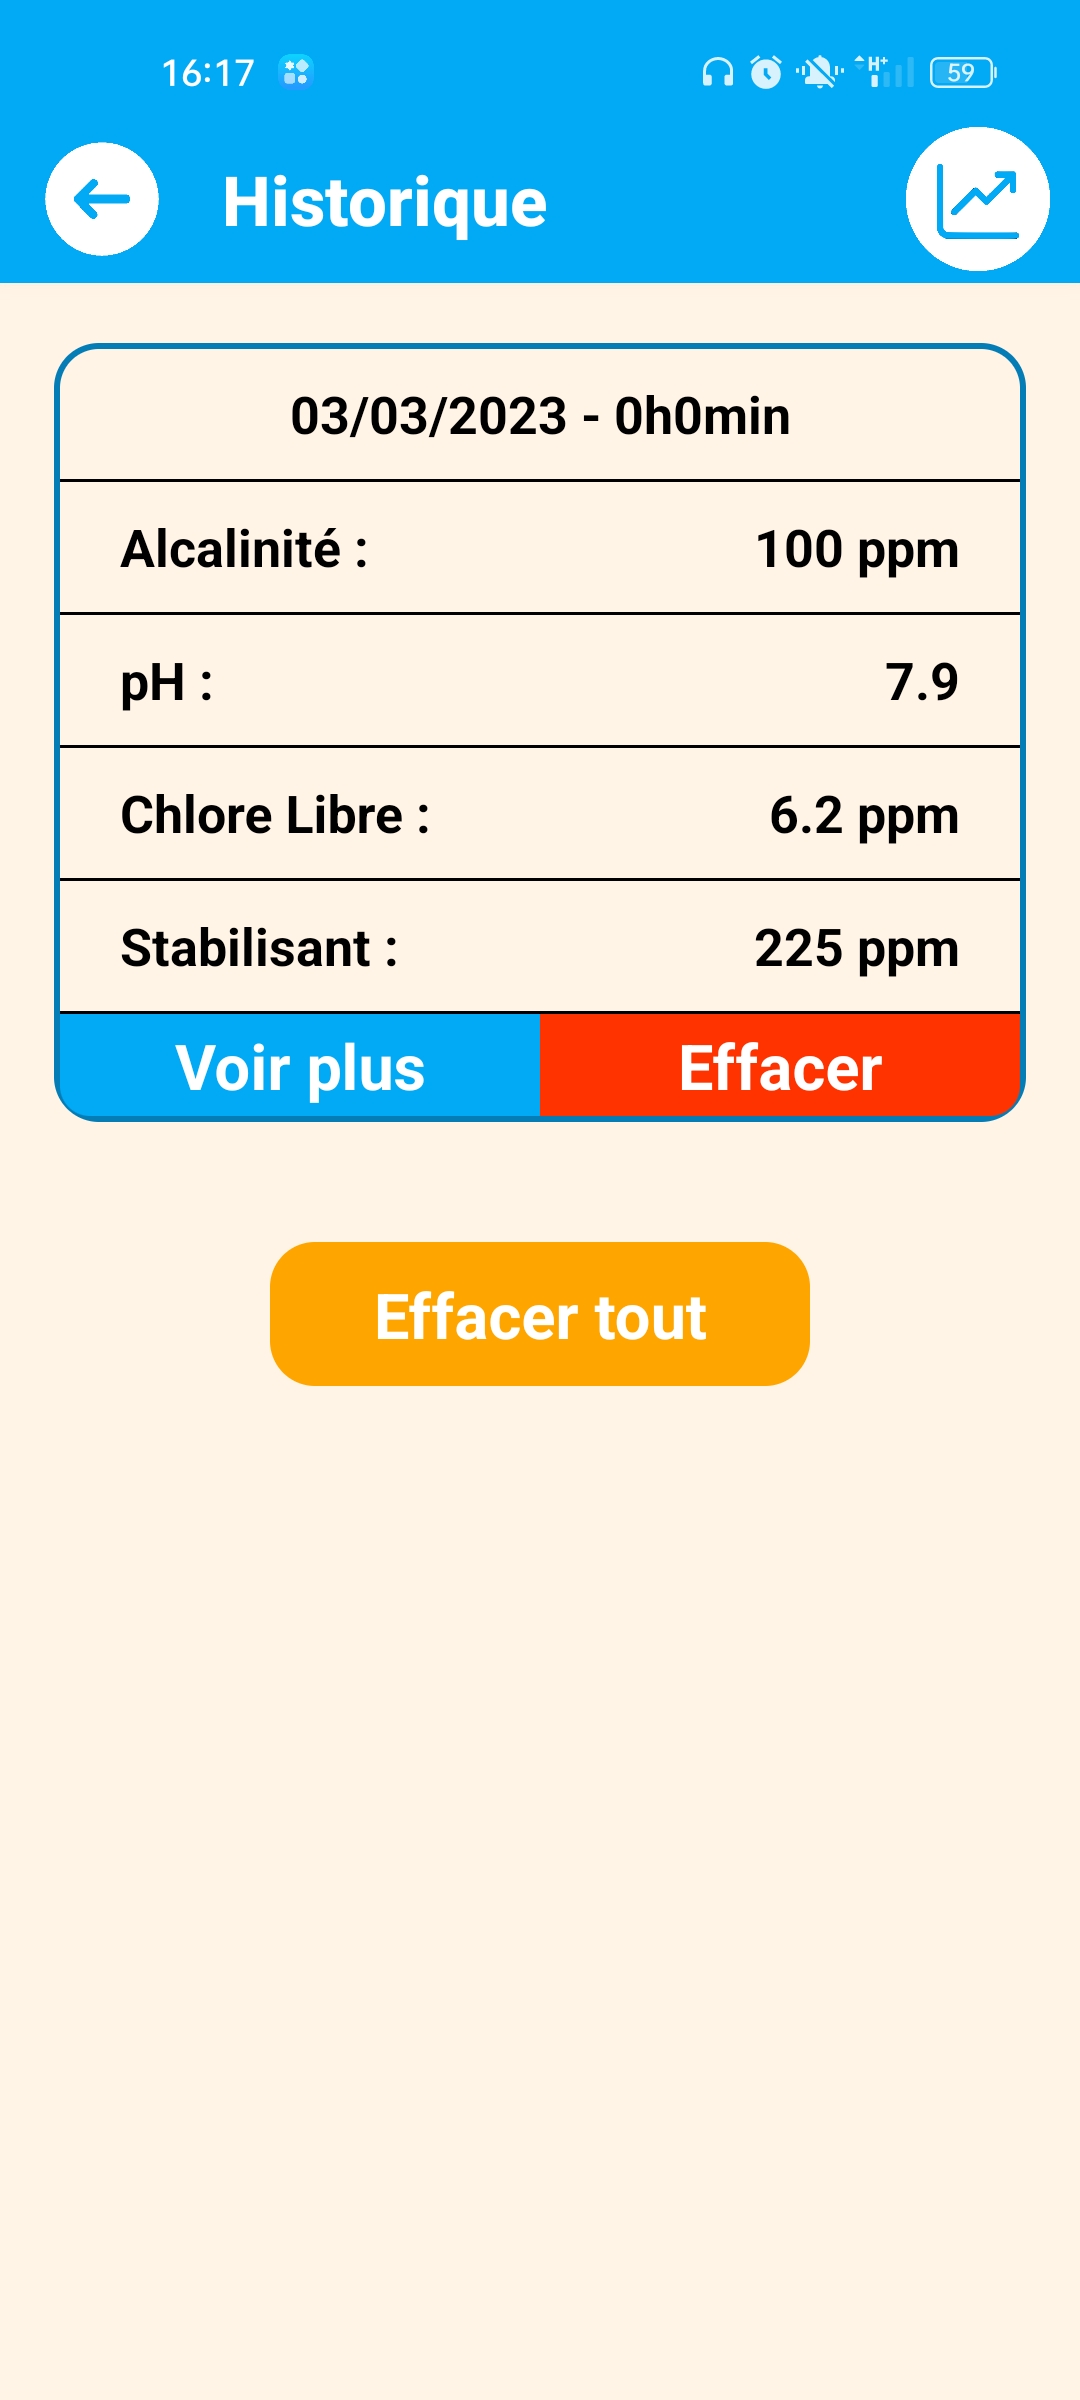 16:17 H+ 59
Historique
03/03/2023 - 0h0min
Alcalinité : 100 ppm
pH : 7.9
Chlore Libre : 6.2 ppm
Stabilisant : 225 ppm
Voir plus Effacer
Effacer tout